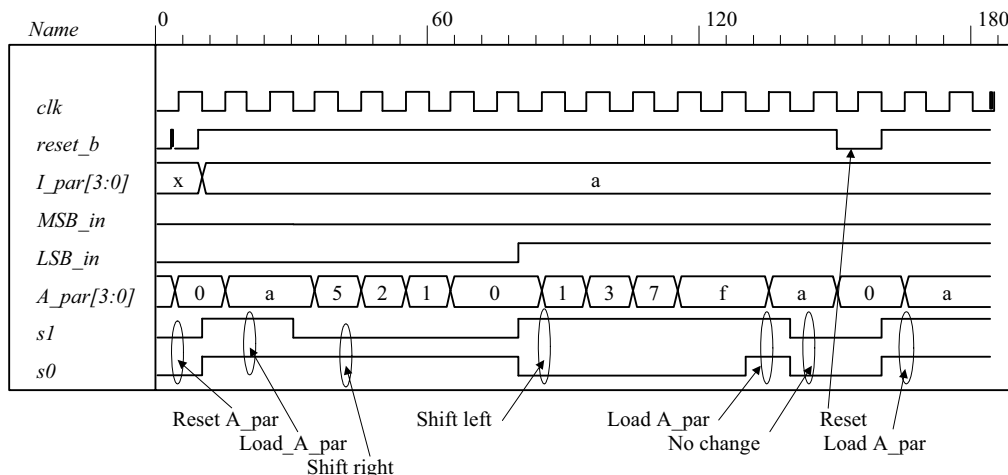 Name 0 60 120 180
clk
reset_b
I_par[3:0] x a
MSB_in
LSB_in
A_par[3:0] 0 a 5 2 1 0 1 3 7 f a 0 a
s1
s0
Reset A_par Shift left Load A_par Reset
Load_A_par No change Load A_par
Shift right